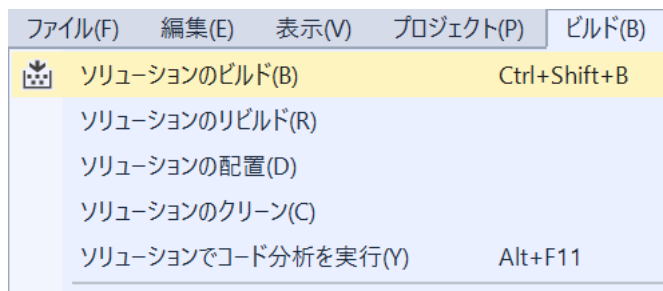 ファイル(F) 編集(E) 表示(V) プロジェクト(P) ビルド(B)
ソリューションのビルド(B) Ctrl+Shift+B
ソリューションのリビルド(R)
ソリューションの配置(D)
ソリューションのクリーン(C)
ソリューションでコード分析を実行(Y) Alt+F11